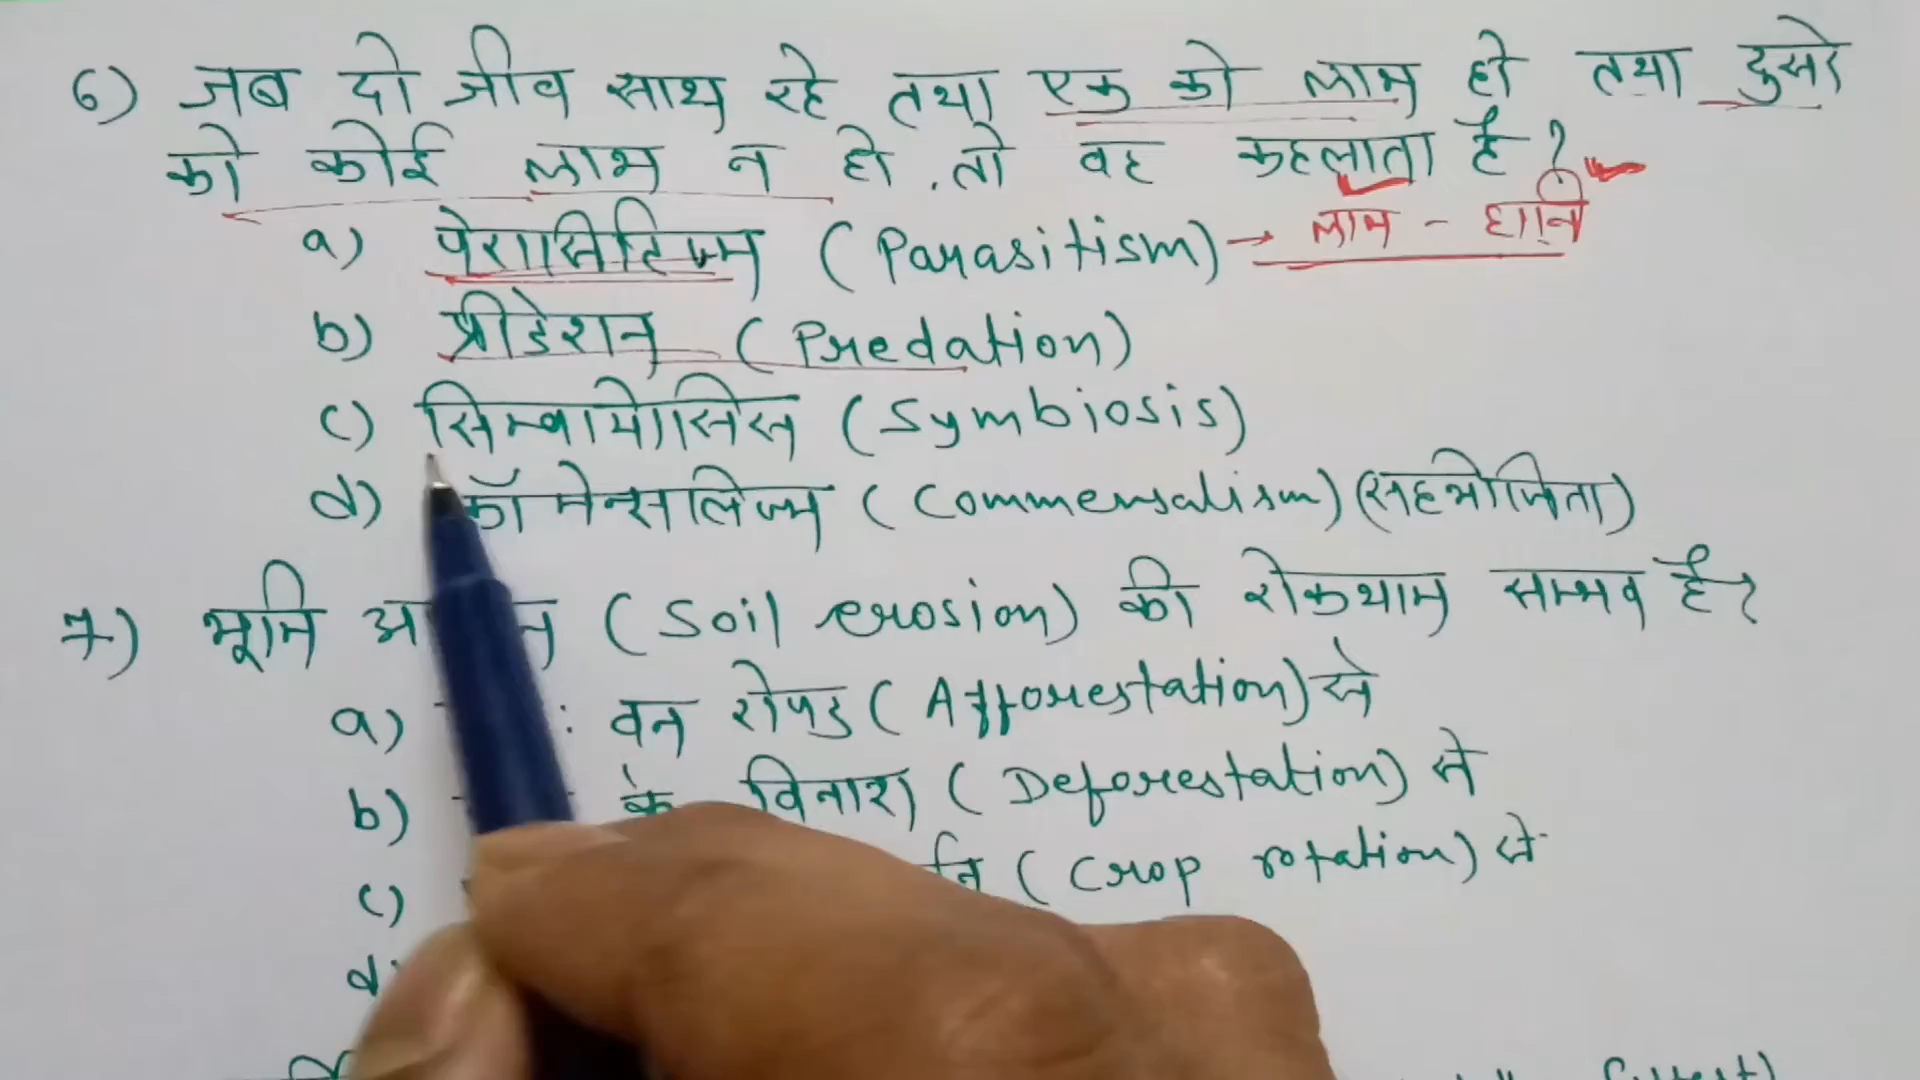 6) जब दो जीव साथ रहे तथा एक को लाभ हो तथा दुसरे
को कोई लाभ न हो . तो वह कहलाता है ?
a) पेरासिटिज्म (Parasitism) → लाभ - हानि
b) प्रीडेशन (Predation)
c) सिम्बायोसिस (Symbiosis)
d) कॉमेन्सलिज्म (Commensalism) (सहभोजिता)
7) भूमि (Soil erosion) की रोकथाम सम्भव है ?
a) वन रोपड (Afforestation) से
b) के विनाश (Deforestation) से
c) (Crop rotation) से
d)